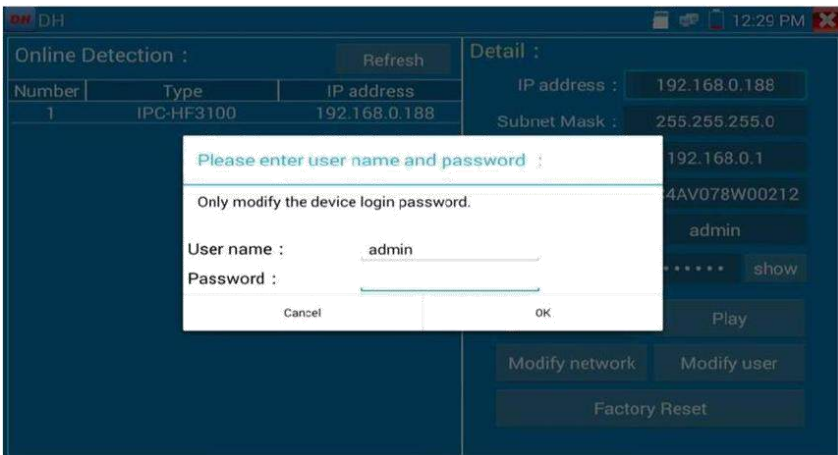 DH DH 12:29 PM
Online Detection : Refresh
Number Type IP address
1 IPC-HF3100 192.168.0.188
Detail :
IP address : 192.168.0.188
Subnet Mask : 255.255.255.0
192.168.0.1
4AV078W00212
admin
show
Play
Modify network Modify user
Factory Reset
Please enter user name and password :
Only modify the device login password.
User name : admin
Password :
Cancel OK